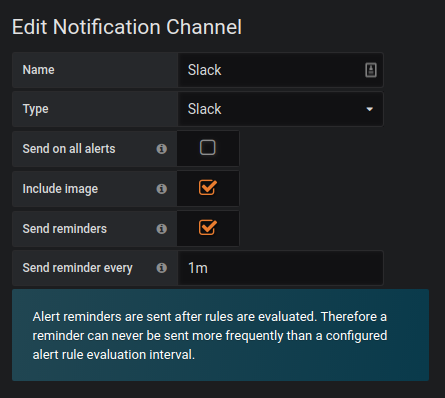 Edit Notification Channel
Name Slack
Type Slack
Send on all alerts
Include image
Send reminders
Send reminder every 1m
Alert reminders are sent after rules are evaluated. Therefore a
reminder can never be sent more frequently than a configured
alert rule evaluation interval.